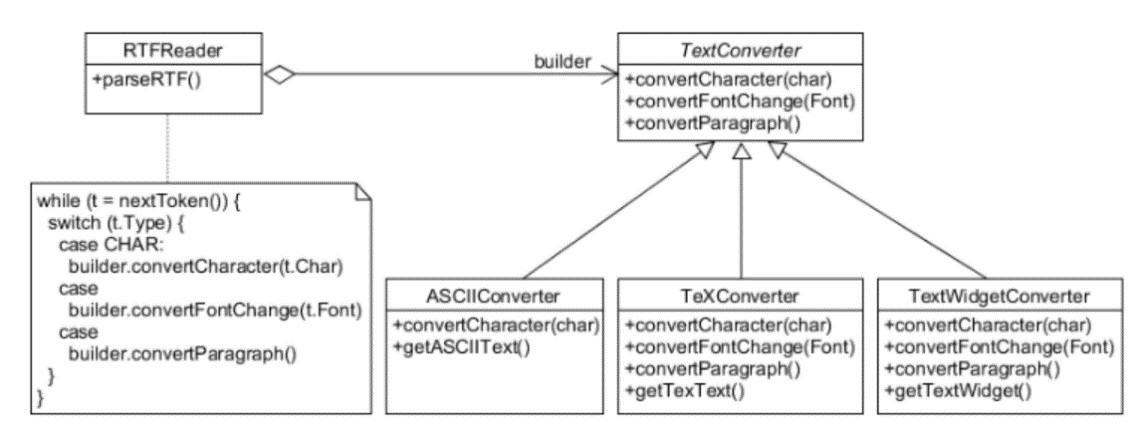 RTFReader
+parseRTF()
builder
TextConverter
+convertCharacter(char)
+convertFontChange(Font)
+convertParagraph()
while (t = nextToken()) {
switch (t.Type) {
case CHAR:
builder.convertCharacter(t.Char)
case
builder.convertFontChange(t.Font)
case
builder.convertParagraph()
}
}
ASCIIConverter
+convertCharacter(char)
+getASCIIText()
TeXConverter
+convertCharacter(char)
+convertFontChange(Font)
+convertParagraph()
+getTexText()
TextWidgetConverter
+convertCharacter(char)
+convertFontChange(Font)
+convertParagraph()
+getTextWidget()